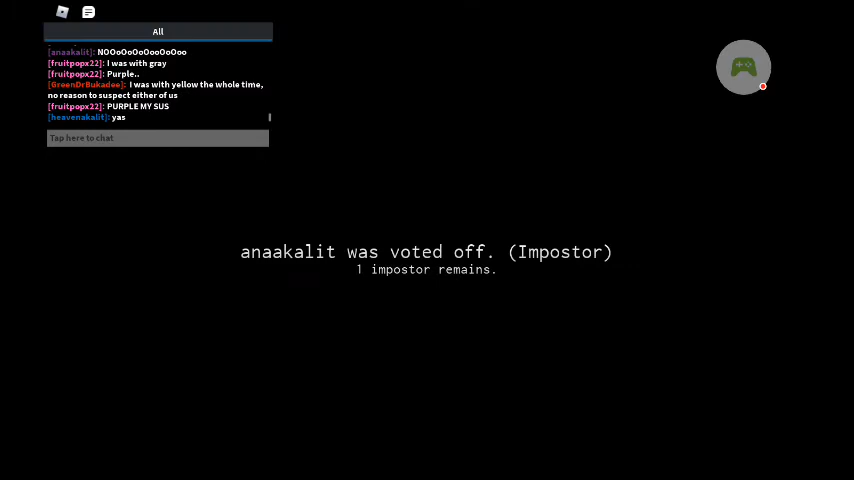 All
[anaakalit]: NOOoOoOoOooOoOoo
[fruitpopx22]: I was with gray
[fruitpopx22]: Purple..
[GreenDrBukadee]: I was with yellow the whole time,
no reason to suspect either of us
[fruitpopx22]: PURPLE MY SUS
[heavenakalit]: yas
Tap here to chat
anaakalit was voted off. (Impostor)
1 impostor remains.